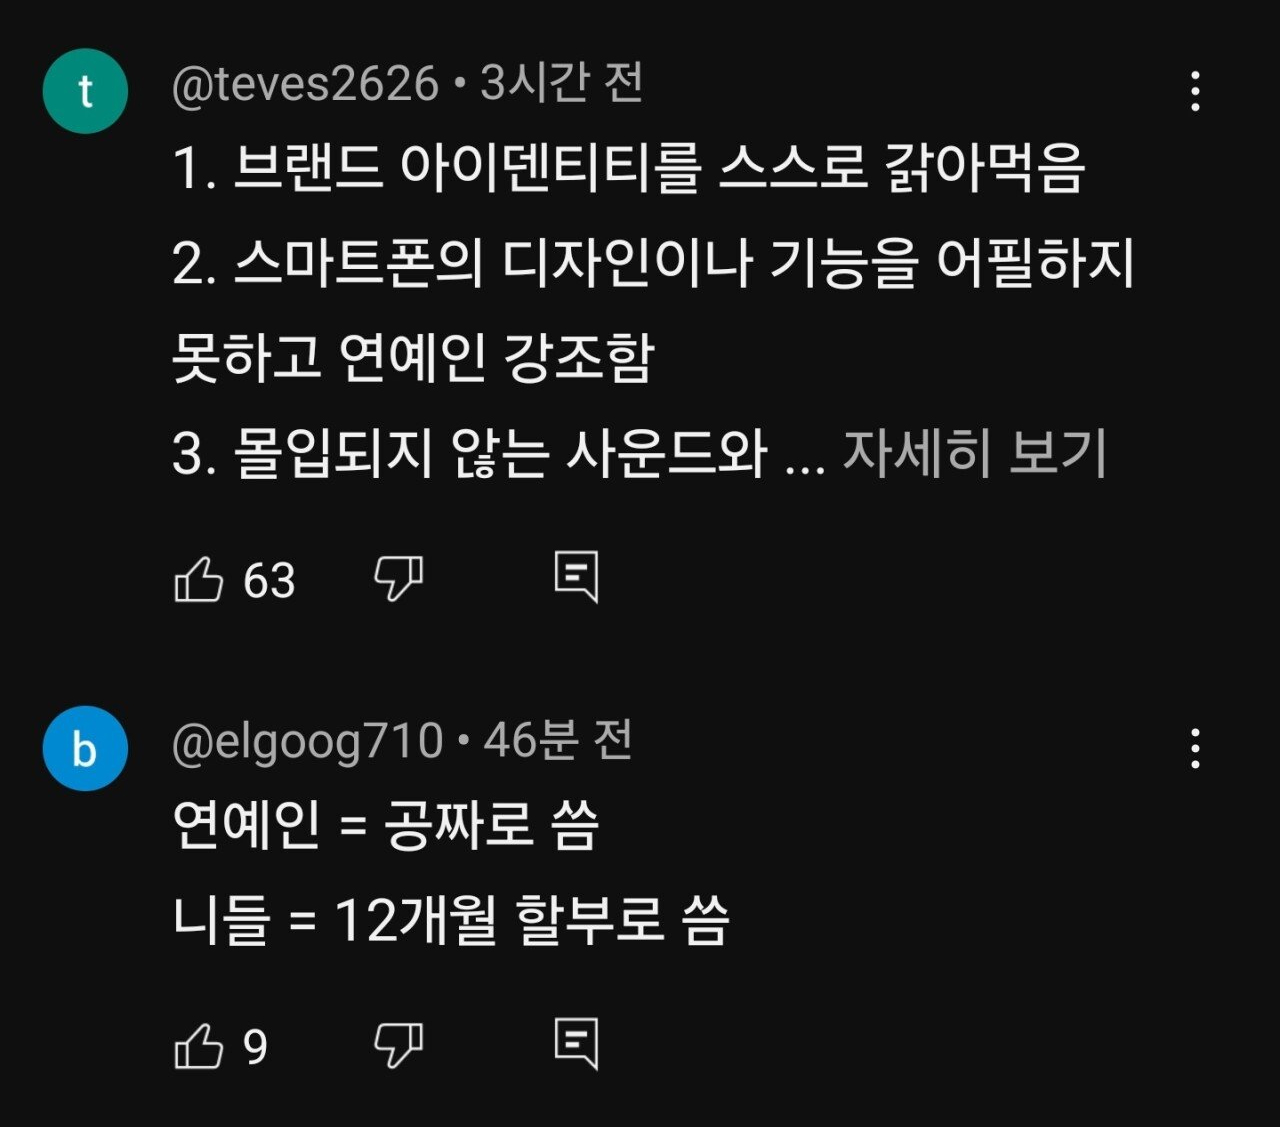 t
@teves2626 • 3시간 전
1. 브랜드 아이덴티티를 스스로 갉아먹음
2. 스마트폰의 디자인이나 기능을 어필하지
못하고 연예인 강조함
3. 몰입되지 않는 사운드와 ... 자세히 보기
63
b
@elgoog710 • 46분 전
연예인 = 공짜로 씀
니들 = 12개월 할부로 씀
9